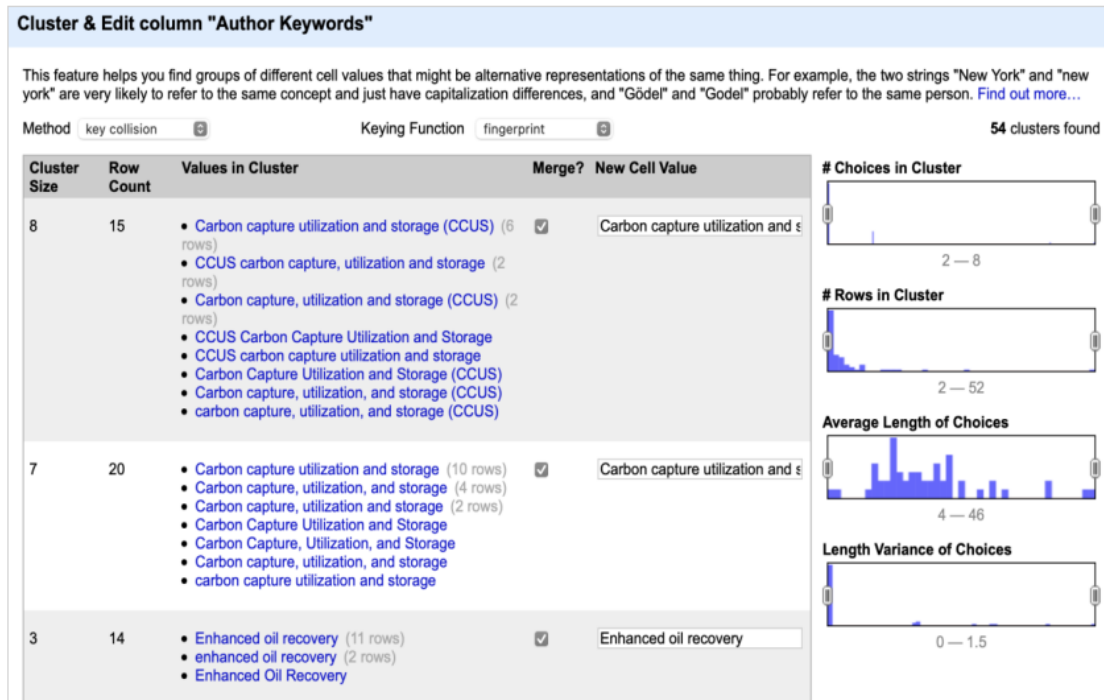 Cluster & Edit column "Author Keywords"
This feature helps you find groups of different cell values that might be alternative representations of the same thing. For example, the two strings "New York" and "new
york" are very likely to refer to the same concept and just have capitalization differences, and "Gödel" and "Godel" probably refer to the same person. Find out more…
Method key collision Keying Function fingerprint 54 clusters found
Cluster Size Row Count Values in Cluster Merge? New Cell Value
8 15
• Carbon capture utilization and storage (CCUS) (6
rows)
• CCUS carbon capture, utilization and storage (2
rows)
• Carbon capture, utilization and storage (CCUS) (2
rows)
• CCUS Carbon Capture Utilization and Storage
• CCUS carbon capture utilization and storage
• Carbon Capture Utilization and Storage (CCUS)
• Carbon capture, utilization, and storage (CCUS)
• carbon capture, utilization, and storage (CCUS)
Carbon capture utilization and s
7 20
• Carbon capture utilization and storage (10 rows)
• Carbon capture, utilization, and storage (4 rows)
• Carbon capture, utilization and storage (2 rows)
• Carbon Capture Utilization and Storage
• Carbon Capture, Utilization, and Storage
• Carbon capture, utilization, and storage
• carbon capture utilization and storage
Carbon capture utilization and s
3 14
• Enhanced oil recovery (11 rows)
• enhanced oil recovery (2 rows)
• Enhanced Oil Recovery
Enhanced oil recovery
# Choices in Cluster
2 — 8
# Rows in Cluster
2 — 52
Average Length of Choices
4 — 46
Length Variance of Choices
0 — 1.5